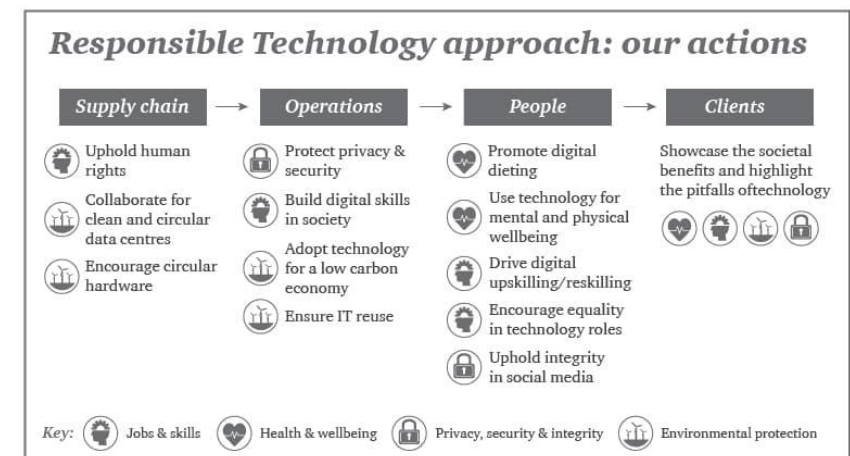 Responsible Technology approach: our actions
Supply chain
Uphold human
rights
Collaborate for
clean and circular
data centres
Encourage circular
hardware
Operations
Protect privacy &
security
Build digital skills
in society
Adopt technology
for a low carbon
economy
Ensure IT reuse
People
Promote digital
dieting
Use technology for
mental and physical
wellbeing
Drive digital
upskilling/reskilling
Encourage equality
in technology roles
Uphold integrity
in social media
Clients
Showcase the societal
benefits and highlight
the pitfalls oftechnology
Key: Jobs & skills Health & wellbeing Privacy, security & integrity Environmental protection